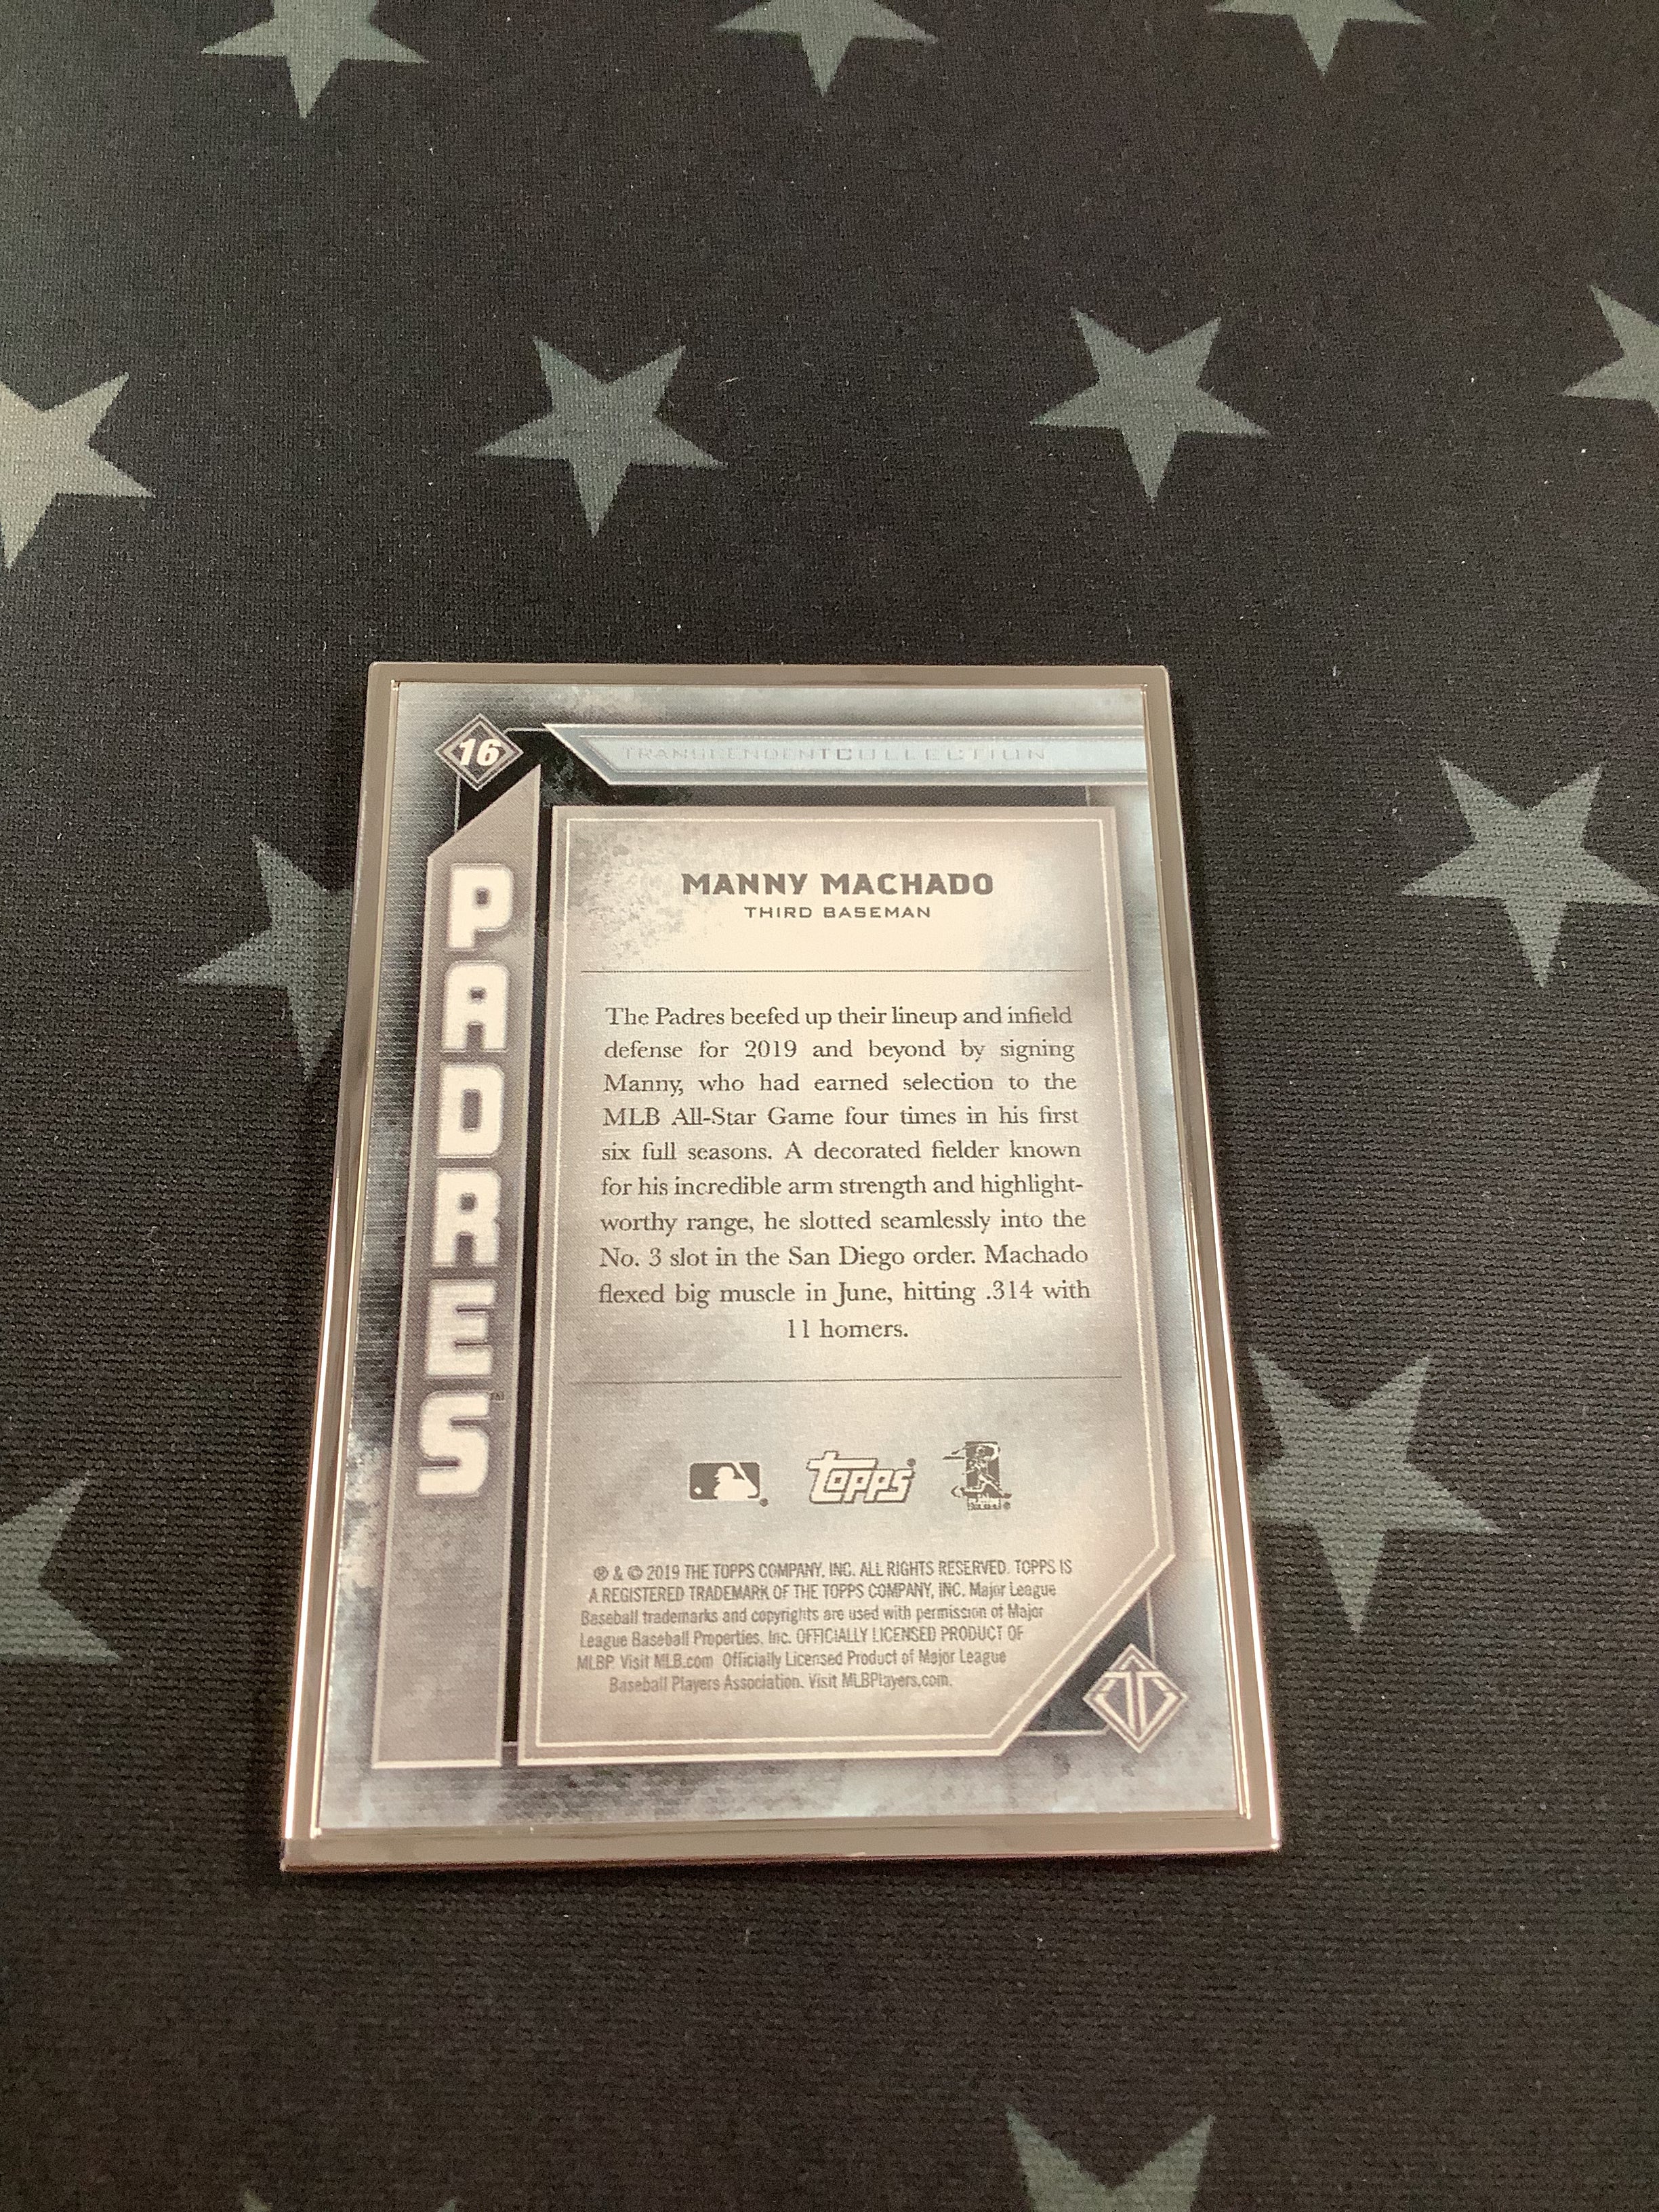 16
TRANSCENDENTCOLLECTION
PADRES™
MANNY MACHADO
THIRD BASEMAN
The Padres beefed up their lineup and infield
defense for 2019 and beyond by signing
Manny, who had earned selection to the
MLB All-Star Game four times in his first
six full seasons. A decorated fielder known
for his incredible arm strength and highlight-
worthy range, he slotted seamlessly into the
No. 3 slot in the San Diego order. Machado
flexed big muscle in June, hitting .314 with
11 homers.
topps®
® & © 2019 THE TOPPS COMPANY, INC. ALL RIGHTS RESERVED. TOPPS IS
A REGISTERED TRADEMARK OF THE TOPPS COMPANY, INC. Major League
Baseball trademarks and copyrights are used with permission of Major
League Baseball Properties, Inc. OFFICIALLY LICENSED PRODUCT OF
MLBP. Visit MLB.com Officially Licensed Product of Major League
Baseball Players Association. Visit MLBPlayers.com.